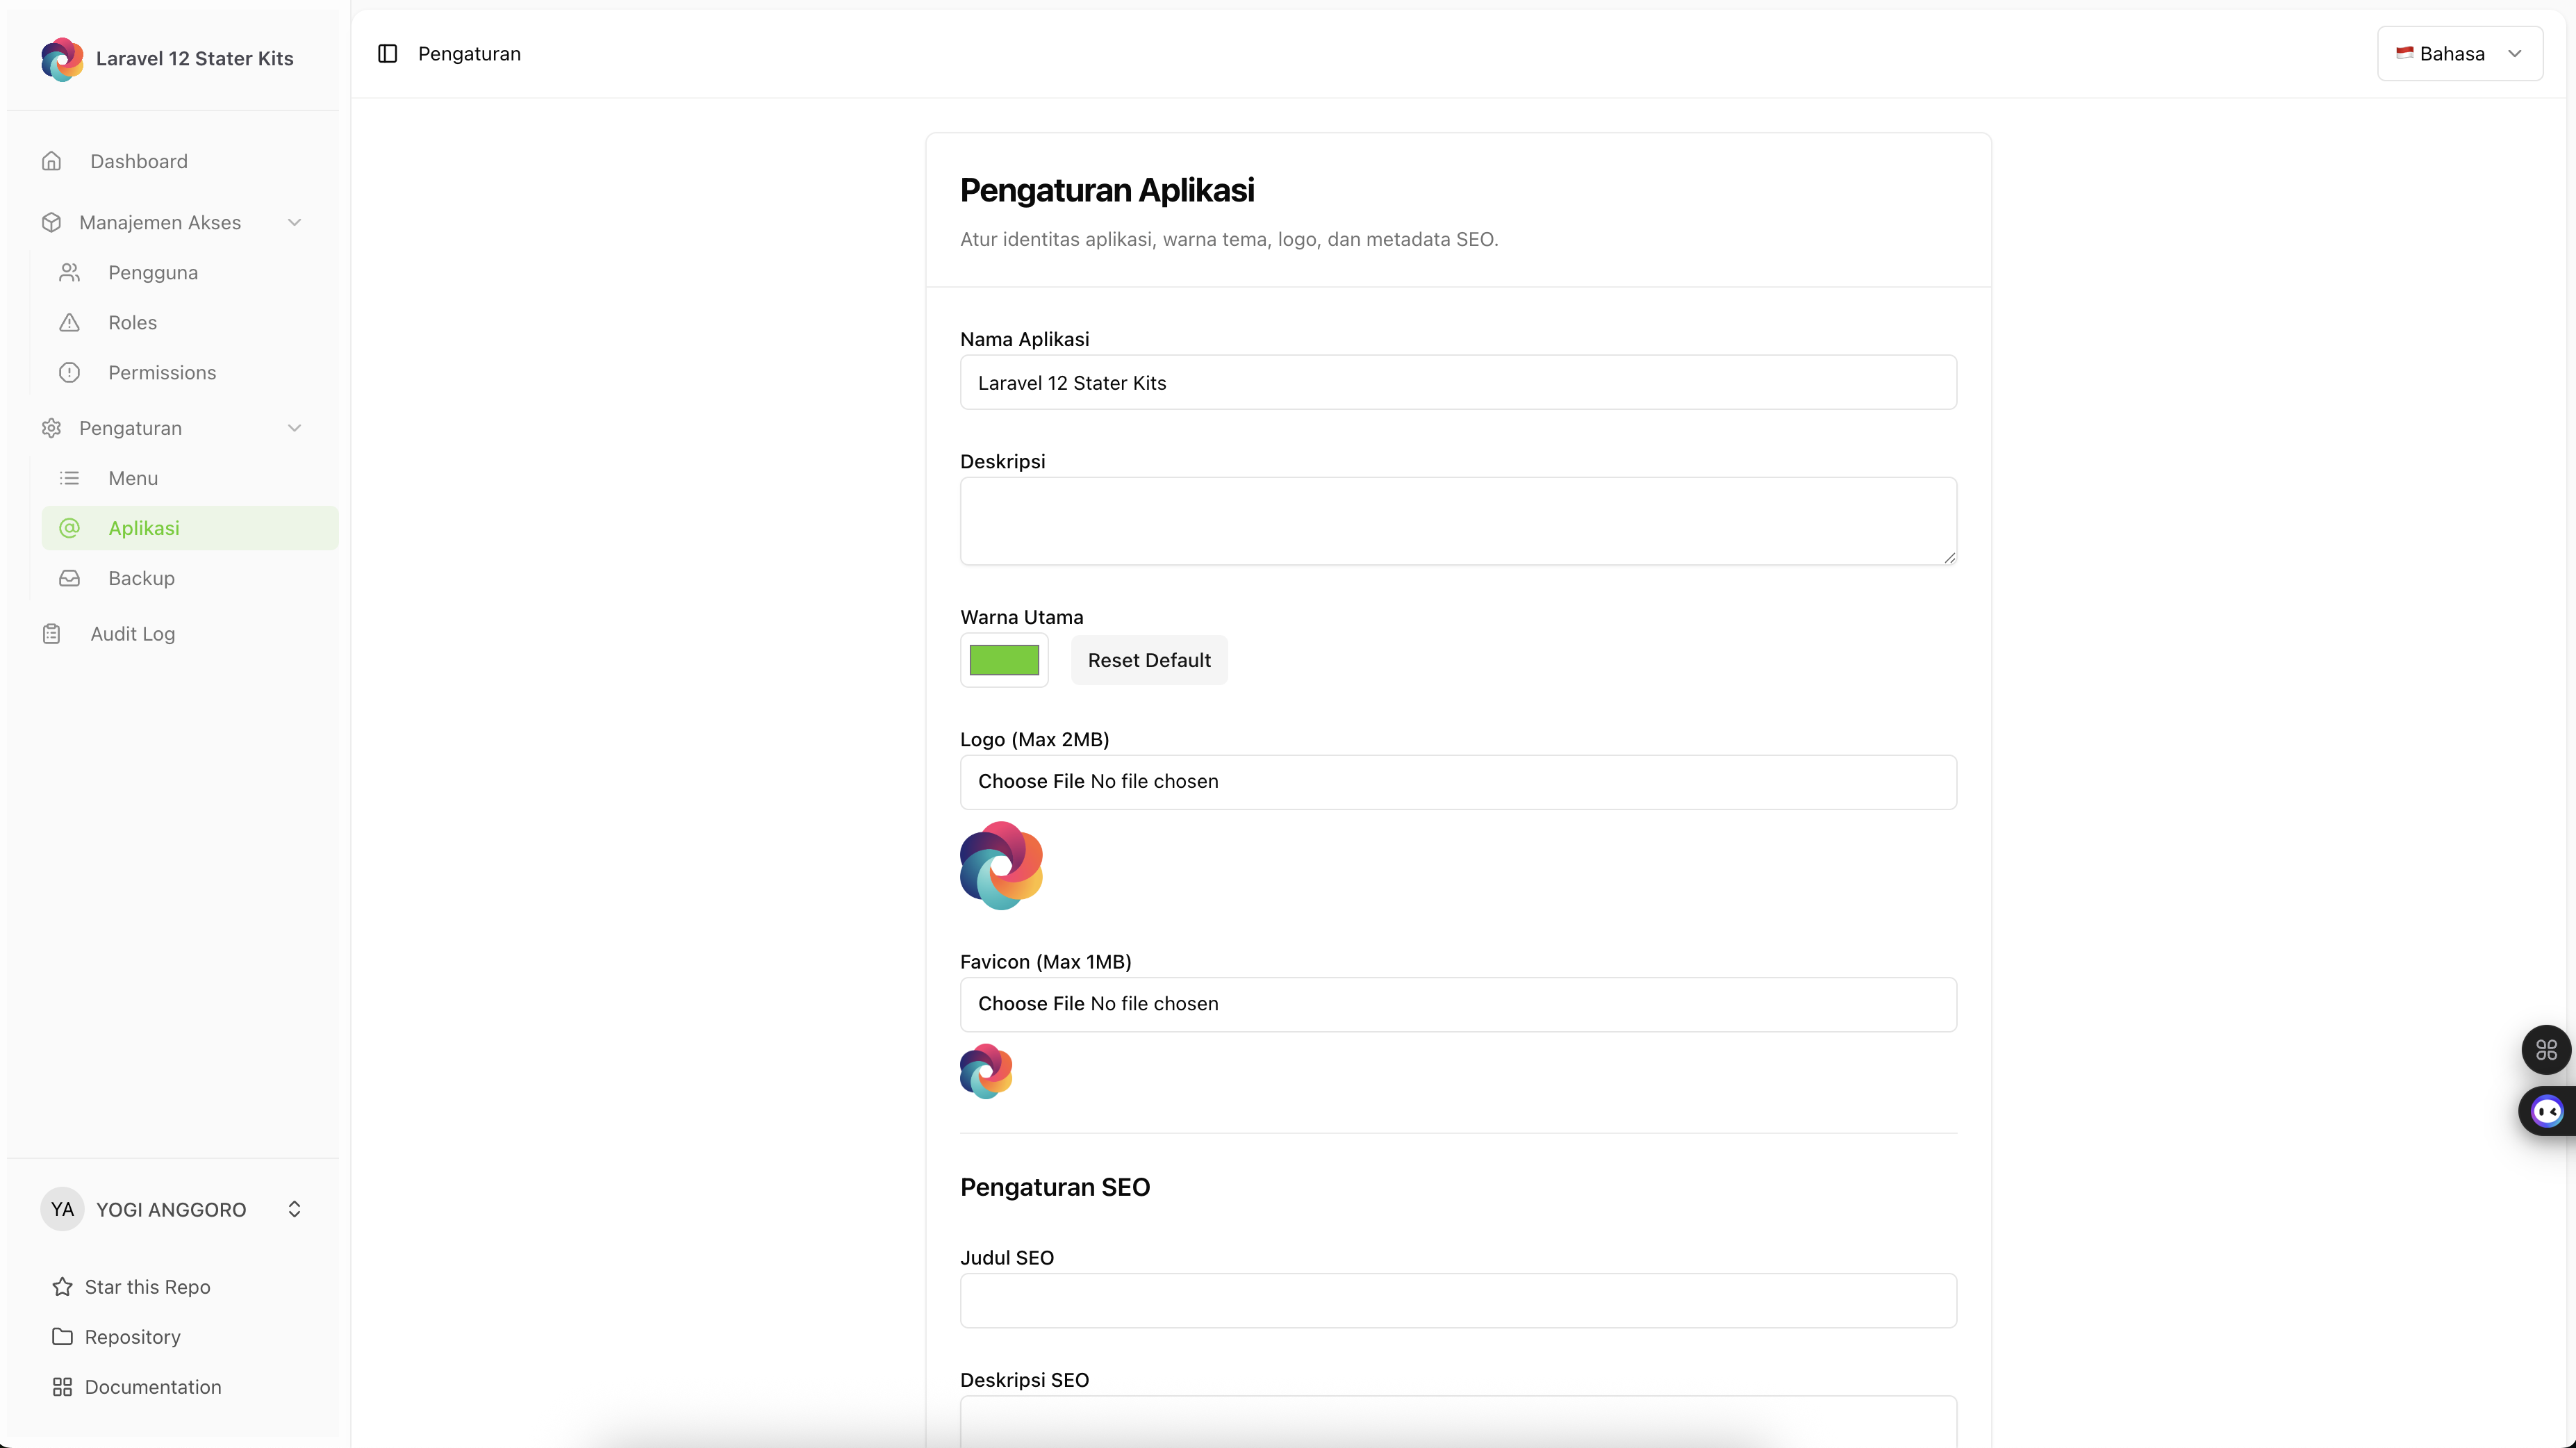 Laravel 12 Stater Kits
Dashboard
Manajemen Akses
Pengguna
Roles
Permissions
Pengaturan
Menu
Aplikasi
Backup
Audit Log
YA YOGI ANGGORO
Star this Repo
Repository
Documentation
Pengaturan
Bahasa
Pengaturan Aplikasi
Atur identitas aplikasi, warna tema, logo, dan metadata SEO.
Nama Aplikasi
Laravel 12 Stater Kits
Deskripsi
Warna Utama
Reset Default
Logo (Max 2MB)
Choose File No file chosen
Favicon (Max 1MB)
Choose File No file chosen
Pengaturan SEO
Judul SEO
Deskripsi SEO